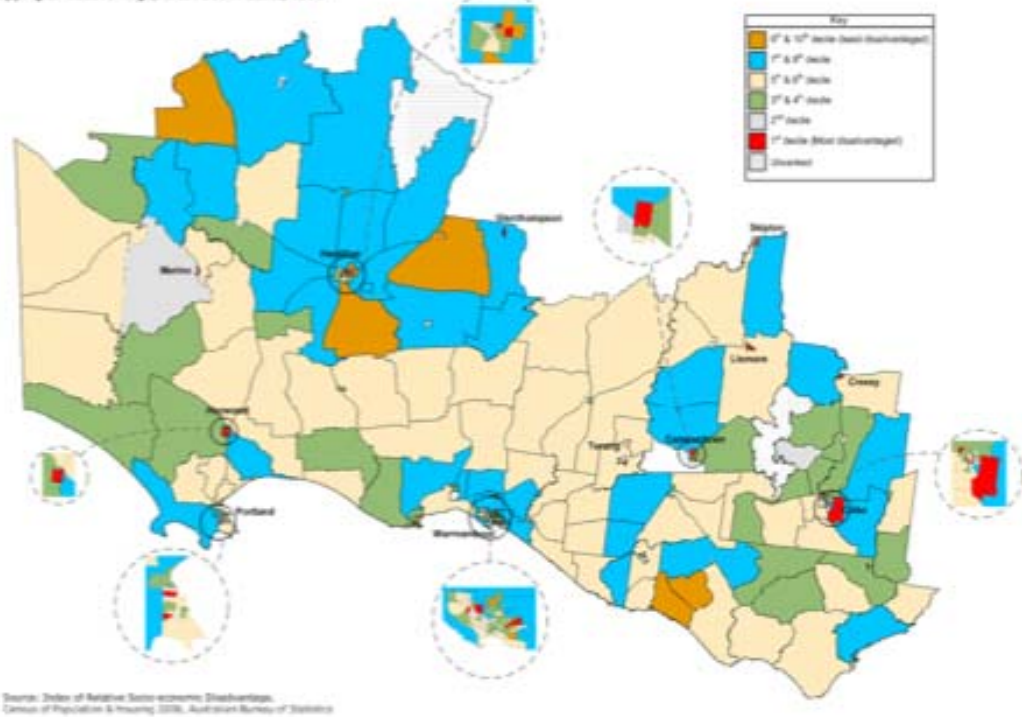 Key
9th & 10th decile (least disadvantaged)
7th & 8th decile
5th & 6th decile
3rd & 4th decile
2nd decile
1st decile (Most disadvantaged)
Glenthompson
Skipton
Hamilton
Merino
Lismore
Cressy
Heywood
Terang
Camperdown
Colac
Portland
Warrnambool
Source: Index of Relative Socio-economic Disadvantage,
Census of Population & Housing 2006, Australian Bureau of Statistics